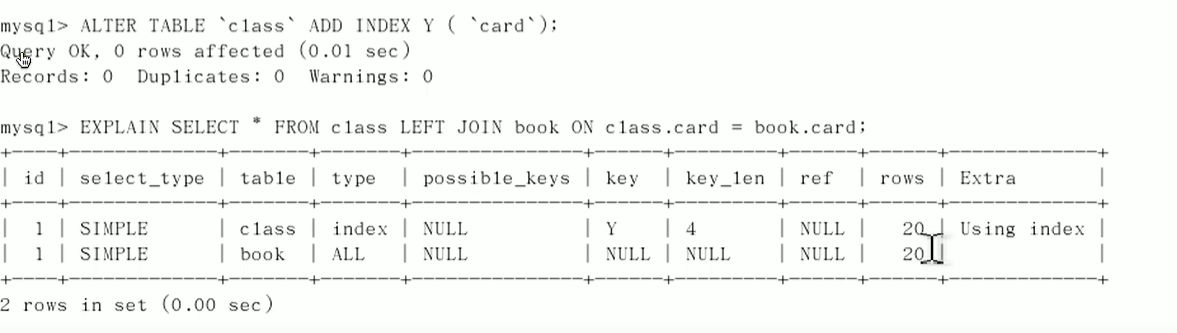 mysql> ALTER TABLE `class` ADD INDEX Y ( `card`);
Query OK, 0 rows affected (0.01 sec)
Records: 0  Duplicates: 0  Warnings: 0
mysql> EXPLAIN SELECT * FROM class LEFT JOIN book ON class.card = book.card;
+----+-------------+-------+-------+---------------+------+---------+------+------+-------------+
| id | select_type | table | type  | possible_keys | key  | key_len | ref  | rows | Extra       |
+----+-------------+-------+-------+---------------+------+---------+------+------+-------------+
|  1 | SIMPLE      | class | index | NULL          | Y    | 4       | NULL |   20 | Using index |
|  1 | SIMPLE      | book  | ALL   | NULL          | NULL | NULL    | NULL |   20 |             |
+----+-------------+-------+-------+---------------+------+---------+------+------+-------------+
2 rows in set (0.00 sec)